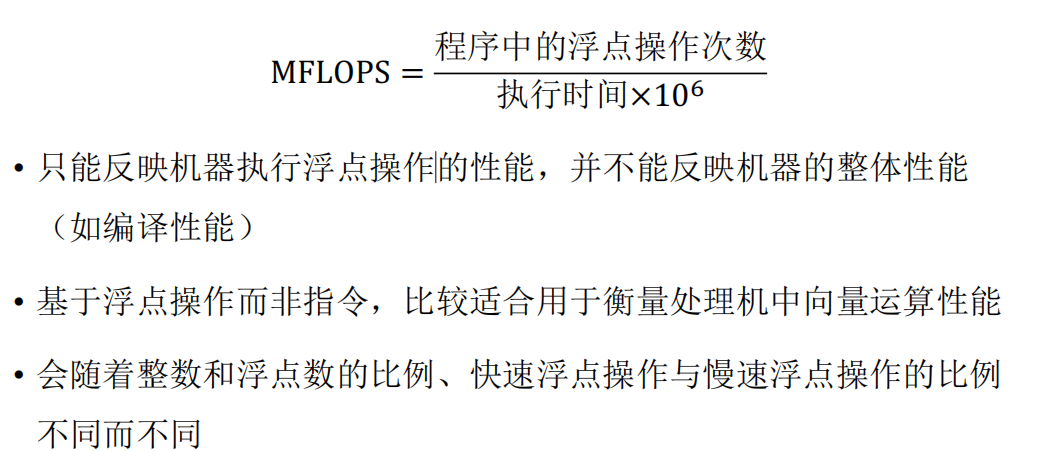 MFLOPS = 程序中的浮点操作次数
执行时间×10⁶
• 只能反映机器执行浮点操作的性能，并不能反映机器的整体性能
（如编译性能）
• 基于浮点操作而非指令，比较适合用于衡量处理机中向量运算性能
• 会随着整数和浮点数的比例、快速浮点操作与慢速浮点操作的比例
不同而不同